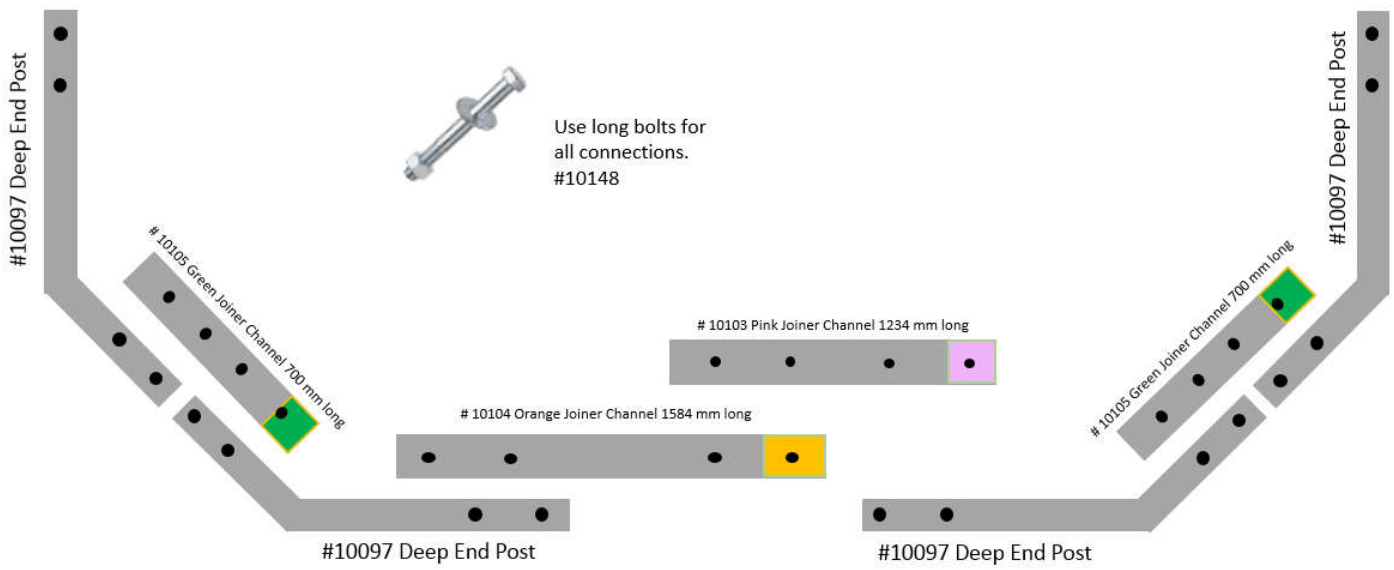 #10097 Deep End Post
#10097 Deep End Post
Use long bolts for
all connections.
#10148
# 10105 Green Joiner Channel 700 mm long
# 10105 Green Joiner Channel 700 mm long
# 10103 Pink Joiner Channel 1234 mm long
# 10104 Orange Joiner Channel 1584 mm long
#10097 Deep End Post
#10097 Deep End Post